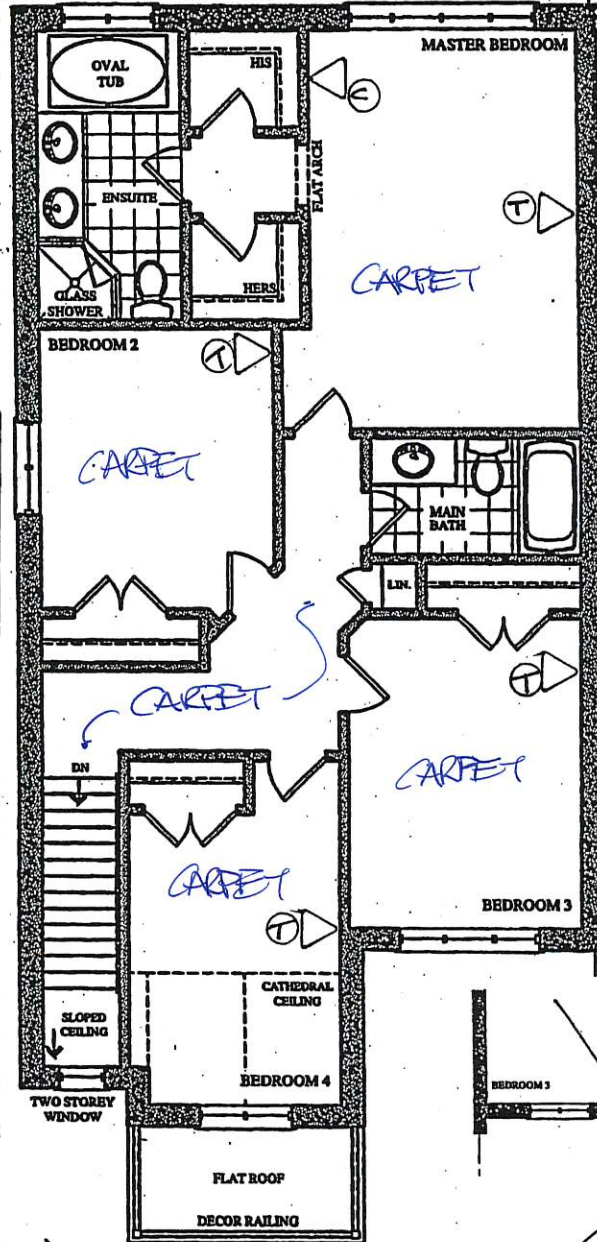 OVAL
TUB
HIS
MASTER BEDROOM
C
FLAT ARCH
T
ENSUITE
CARPET
GLASS
SHOWER
HERS
BEDROOM 2
T
CARPET
MAIN
BATH
LIN.
T
CARPET
DN
CARPET
CARPET
T
BEDROOM 3
CATHEDRAL
CEILING
SLOPED
CEILING
BEDROOM 4
BEDROOM 3
TWO STOREY
WINDOW
FLAT ROOF
DECOR RAILING